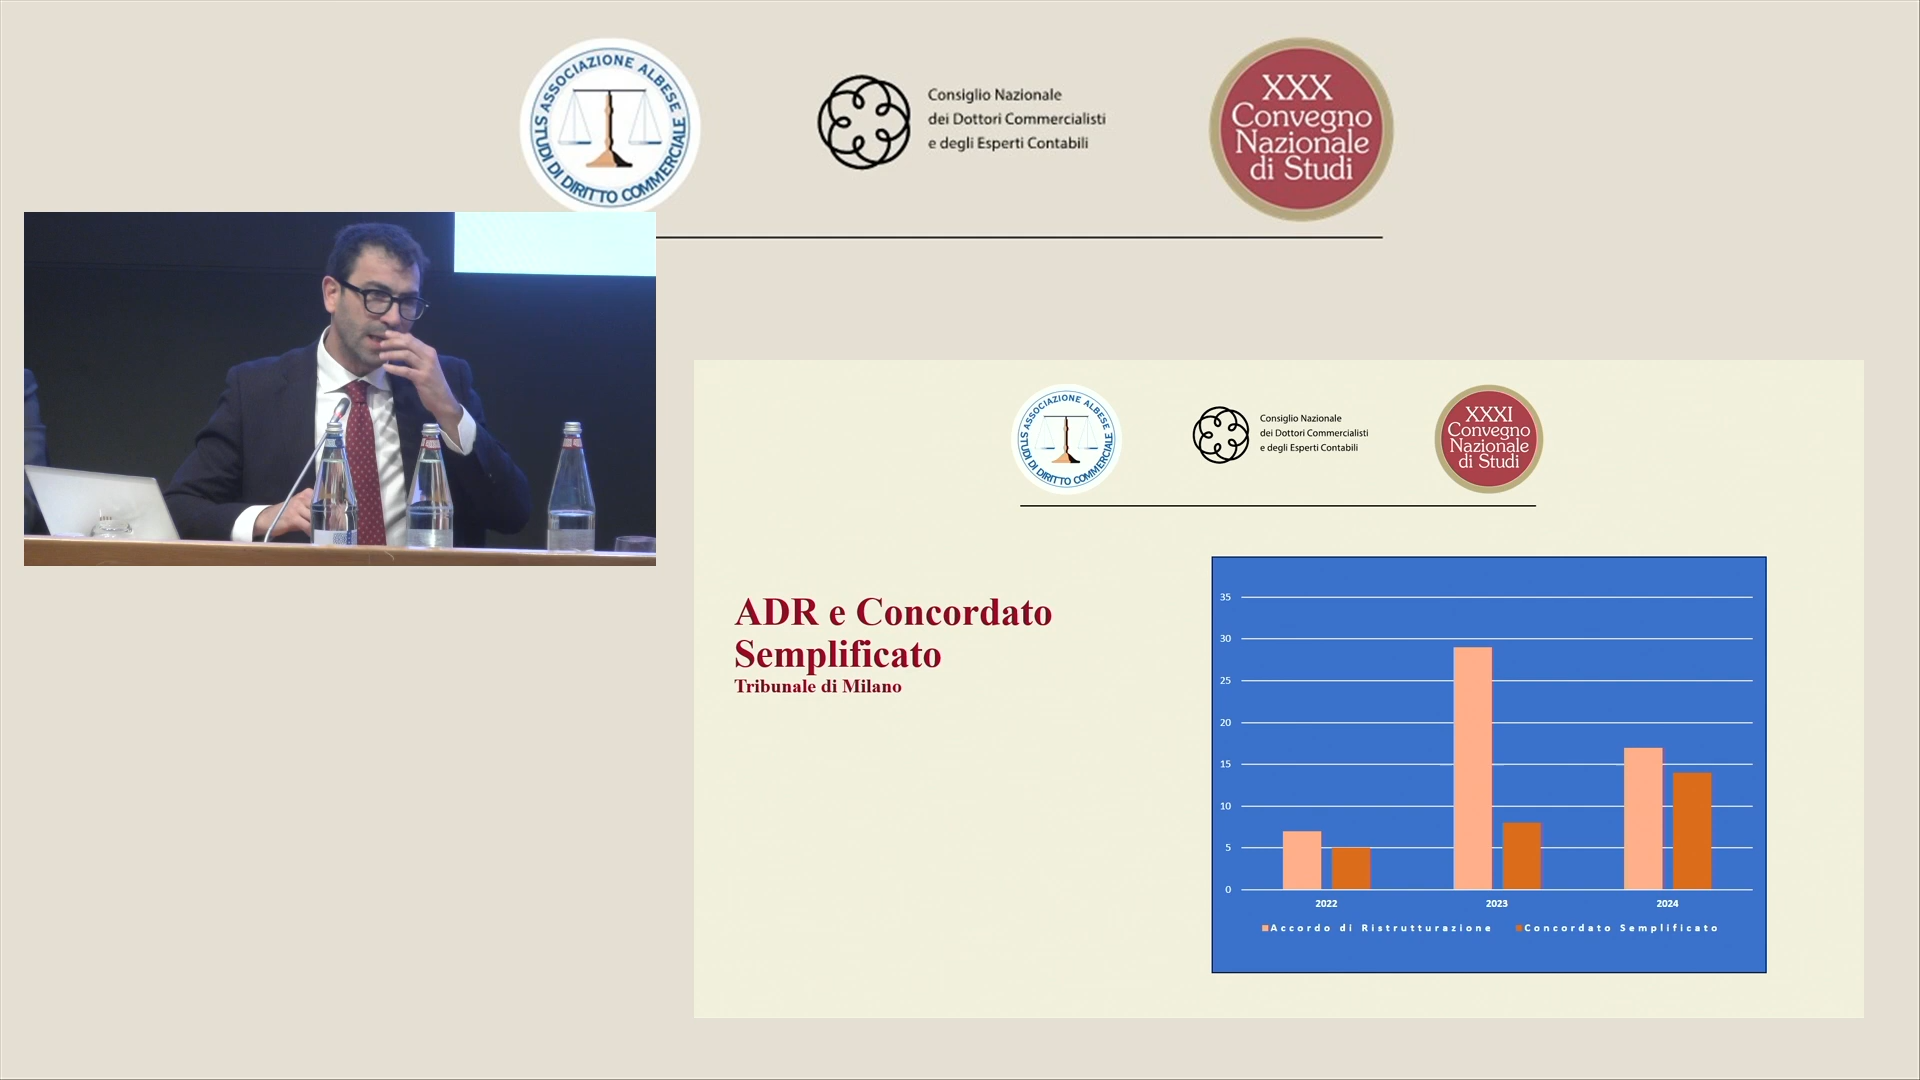 ASSOCIAZIONE ALBESE
STUDI DI DIRITTO COMMERCIALE
Consiglio Nazionale
dei Dottori Commercialisti
e degli Esperti Contabili
XXX
Convegno
Nazionale
di Studi
ASSOCIAZIONE ALBESE
STUDI DI DIRITTO COMMERCIALE
Consiglio Nazionale
dei Dottori Commercialisti
e degli Esperti Contabili
XXXI
Convegno
Nazionale
di Studi
ADR e Concordato
Semplificato
Tribunale di Milano
35
30
25
20
15
10
5
0
2022 2023 2024
Accordo di Ristrutturazione Concordato Semplificato